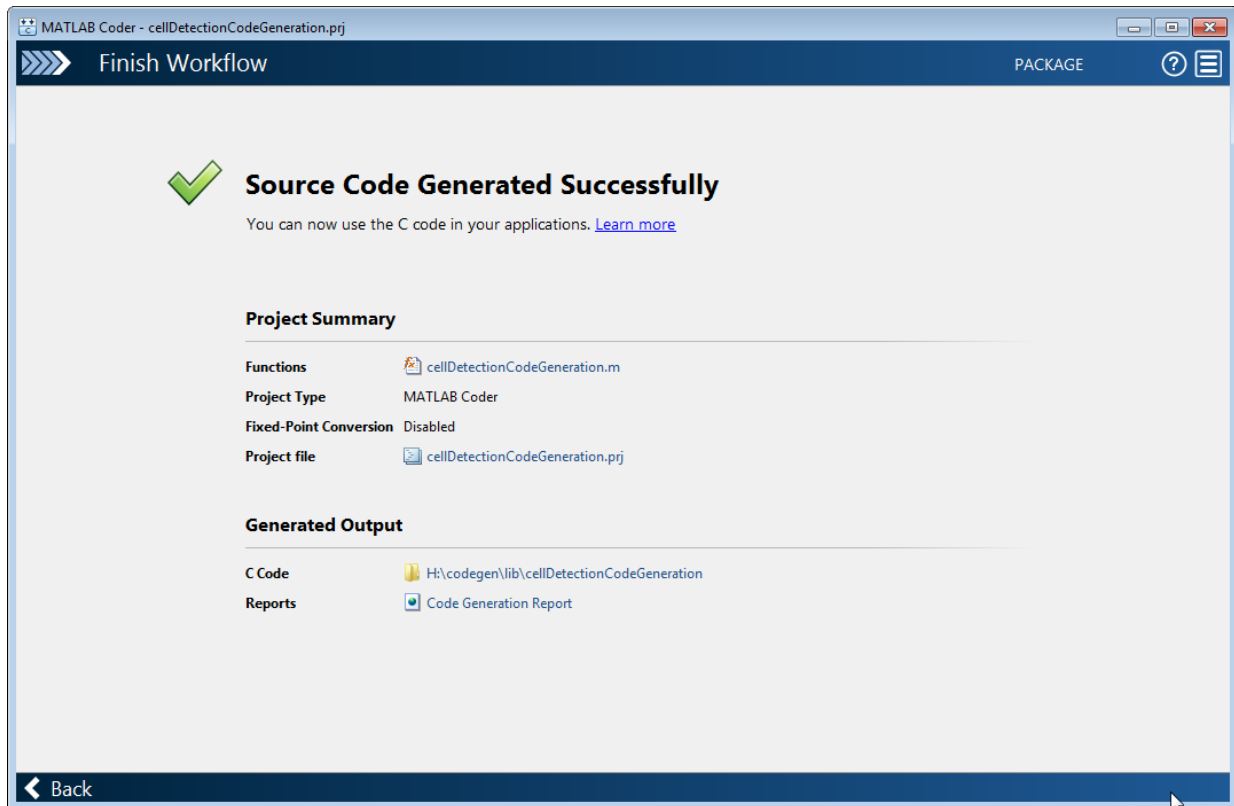 MATLAB Coder - cellDetectionCodeGeneration.prj
Finish Workflow PACKAGE
Source Code Generated Successfully
You can now use the C code in your applications. Learn more
Project Summary
Functions cellDetectionCodeGeneration.m
Project Type MATLAB Coder
Fixed-Point Conversion Disabled
Project file cellDetectionCodeGeneration.prj
Generated Output
C Code H:\codegen\lib\cellDetectionCodeGeneration
Reports Code Generation Report
Back